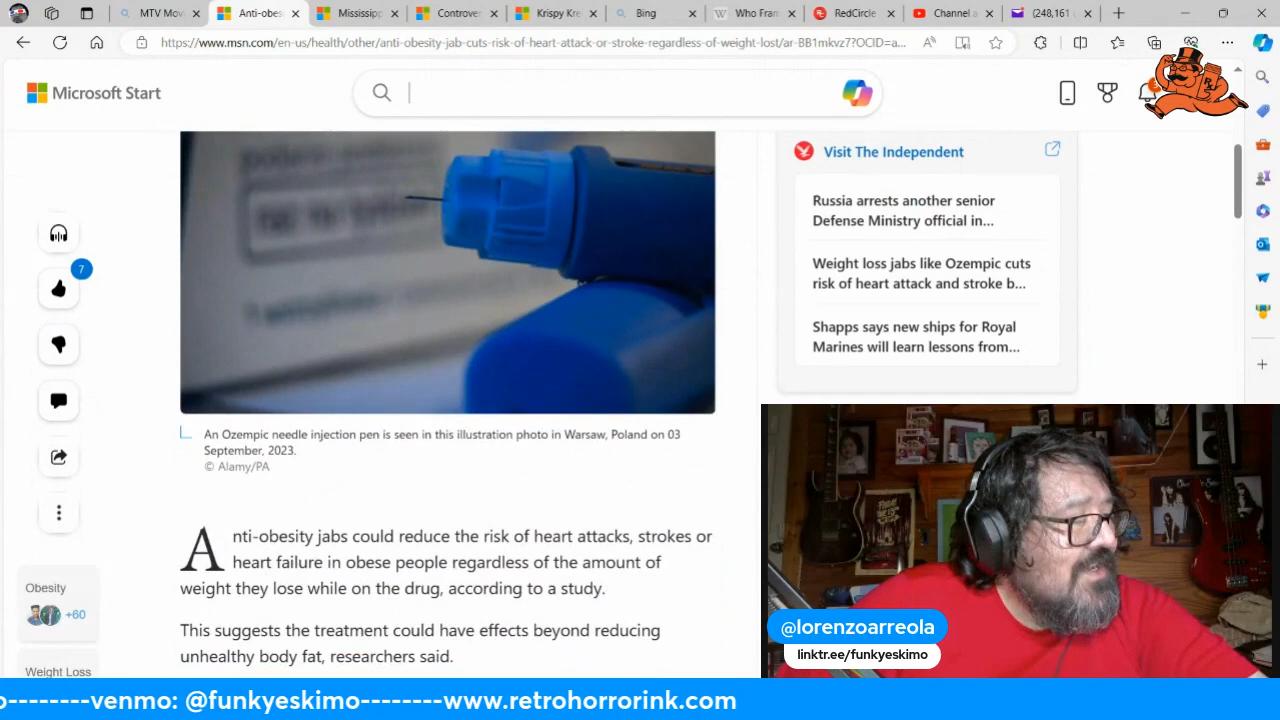 MTV Mov
Anti-obes
Mississipp
Controver
Krispy Kre
Bing
Who Fram
RedCircle
Channel a
(248,161 u
https://www.msn.com/en-us/health/other/anti-obesity-jab-cuts-risk-of-heart-attack-or-stroke-regardless-of-weight-lost/ar-BB1mkvz7?OCID=a...
Microsoft Start
7
Visit The Independent
Russia arrests another senior
Defense Ministry official in...
Weight loss jabs like Ozempic cuts
risk of heart attack and stroke b...
Shapps says new ships for Royal
Marines will learn lessons from...
An Ozempic needle injection pen is seen in this illustration photo in Warsaw, Poland on 03
September, 2023.
© Alamy/PA
Anti-obesity jabs could reduce the risk of heart attacks, strokes or
heart failure in obese people regardless of the amount of
weight they lose while on the drug, according to a study.
This suggests the treatment could have effects beyond reducing
unhealthy body fat, researchers said.
Obesity
+60
Weight Loss
@lorenzoarreola
linktr.ee/funkyeskimo
o--------venmo: @funkyeskimo--------www.retrohorrorink.com